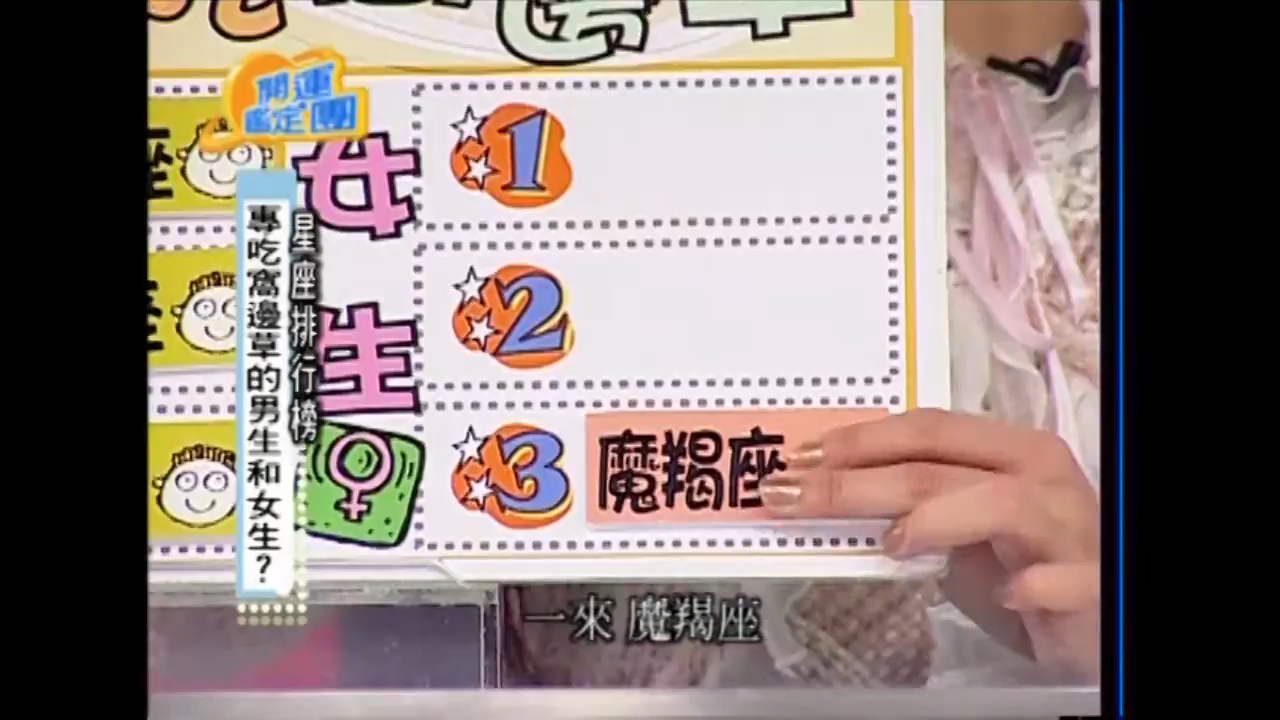 開運
鑑定團
星座排行榜
專吃窩邊草的男生和女生?
座
女生
1
2
3
魔羯座
一來 魔羯座